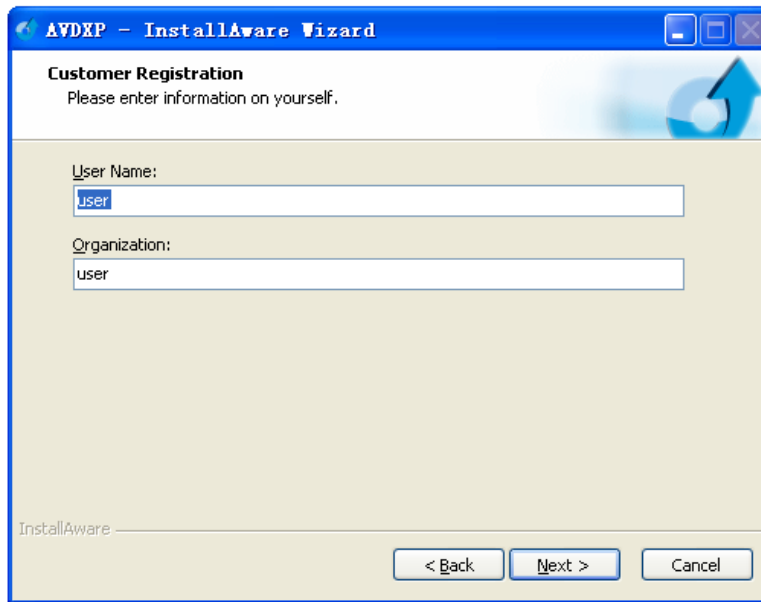 AVDXP - InstallAware Wizard
Customer Registration
Please enter information on yourself.
User Name:
user
Organization:
user
InstallAware
< Back Next > Cancel